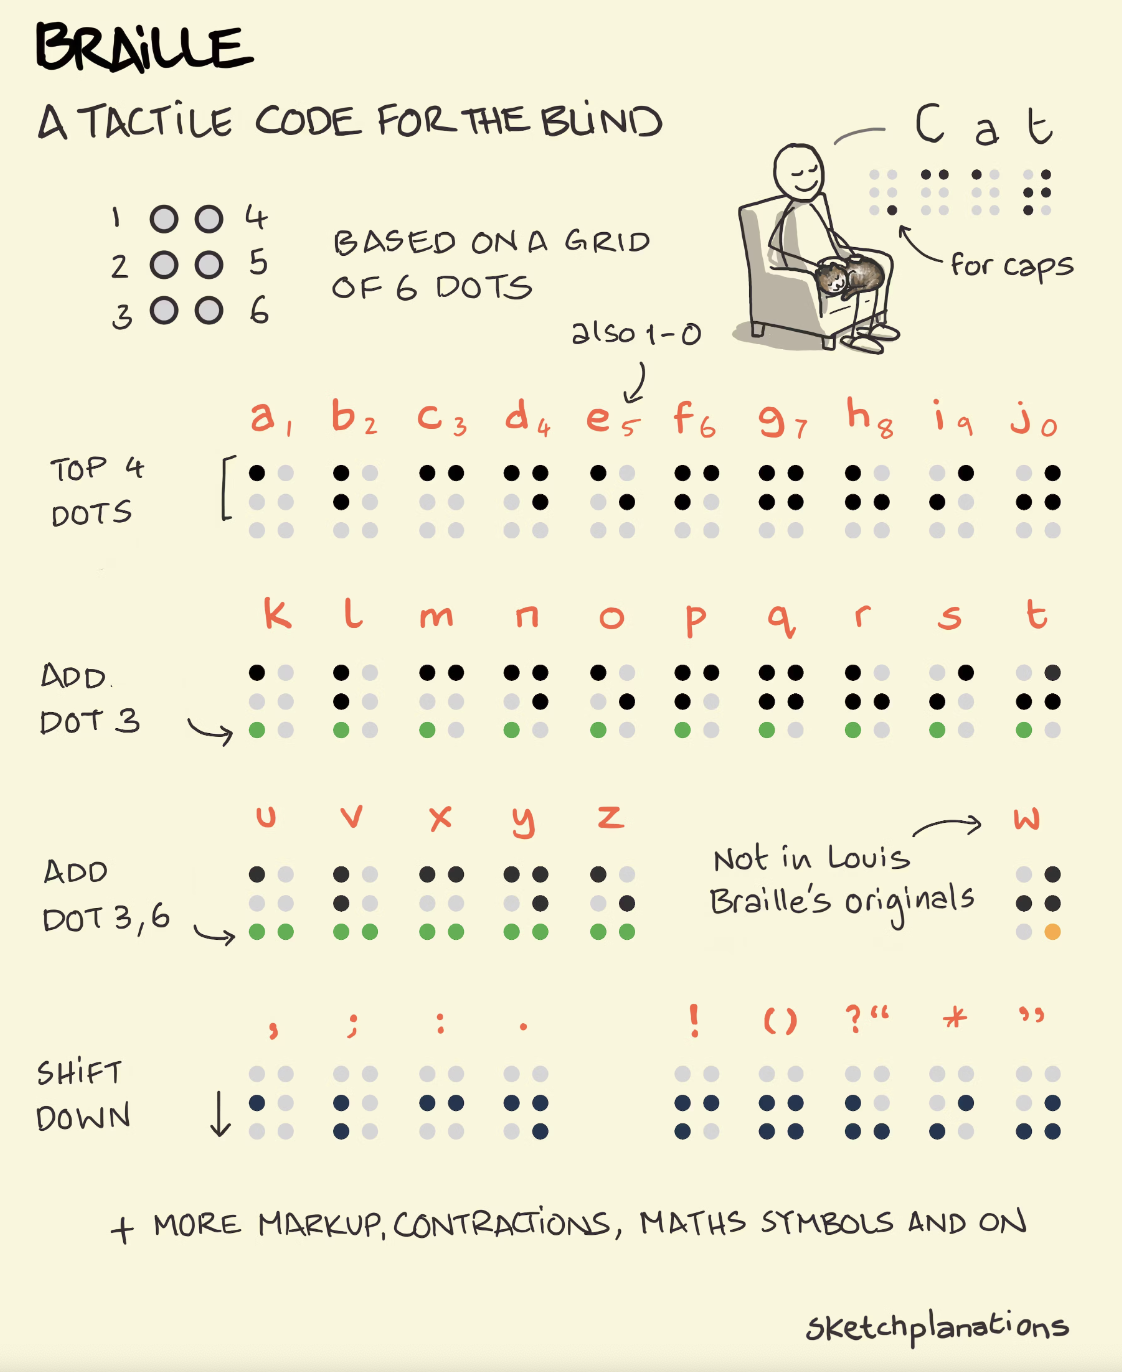 BRAiLLE
A TACTiLE CODE FOR THE BLiND
C a t
for caps
1 4
2 5
3 6
BASED ON A GRID
OF 6 DOTS
also 1-0
a1 b2 c3 d4 e5 f6 g7 h8 i9 j0
TOP 4
DOTS
k l m n o p q r s t
ADD
DOT 3
u v x y z w
ADD
DOT 3,6
Not in Louis
Braille's originals
, ; : . ! () ?“ * ”
SHiFT
DOWN
+ MORE MARKUP, CONTRACTiONS, MATHS SYMBOLS AND ON
sketchplanations